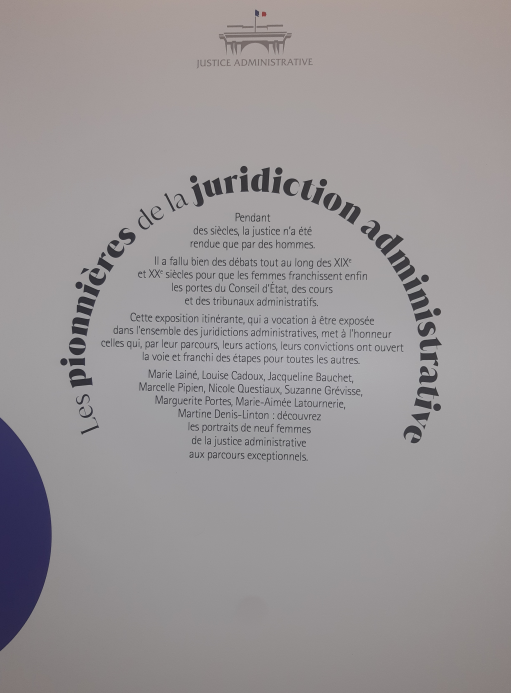 JUSTICE ADMINISTRATIVE
Les pionnières de la juridiction administrative
Pendant
des siècles, la justice n'a été
rendue que par des hommes.
Il a fallu bien des débats tout au long des XIXe
et XXe siècles pour que les femmes franchissent enfin
les portes du Conseil d'État, des cours
et des tribunaux administratifs.
Cette exposition itinérante, qui a vocation à être exposée
dans l'ensemble des juridictions administratives, met à l'honneur
celles qui, par leur parcours, leurs actions, leurs convictions ont ouvert
la voie et franchi des étapes pour toutes les autres.
Marie Lainé, Louise Cadoux, Jacqueline Bauchet,
Marcelle Pipien, Nicole Questiaux, Suzanne Grévisse,
Marguerite Portes, Marie-Aimée Latournerie,
Martine Denis-Linton : découvrez
les portraits de neuf femmes
de la justice administrative
aux parcours exceptionnels.